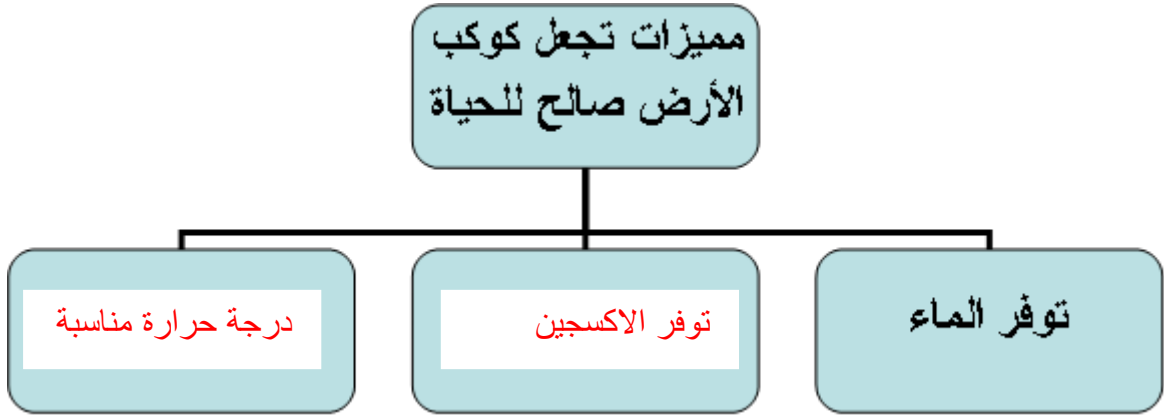 مميزات تجعل كوكب
الأرض صالح للحياة
توفر الماء
توفر الاكسجين
درجة حرارة مناسبة